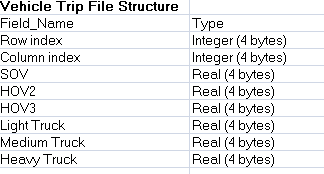 Vehicle Trip File Structure
Field_Name Type
Row index Integer (4 bytes)
Column index Integer (4 bytes)
SOV Real (4 bytes)
HOV2 Real (4 bytes)
HOV3 Real (4 bytes)
Light Truck Real (4 bytes)
Medium Truck Real (4 bytes)
Heavy Truck Real (4 bytes)